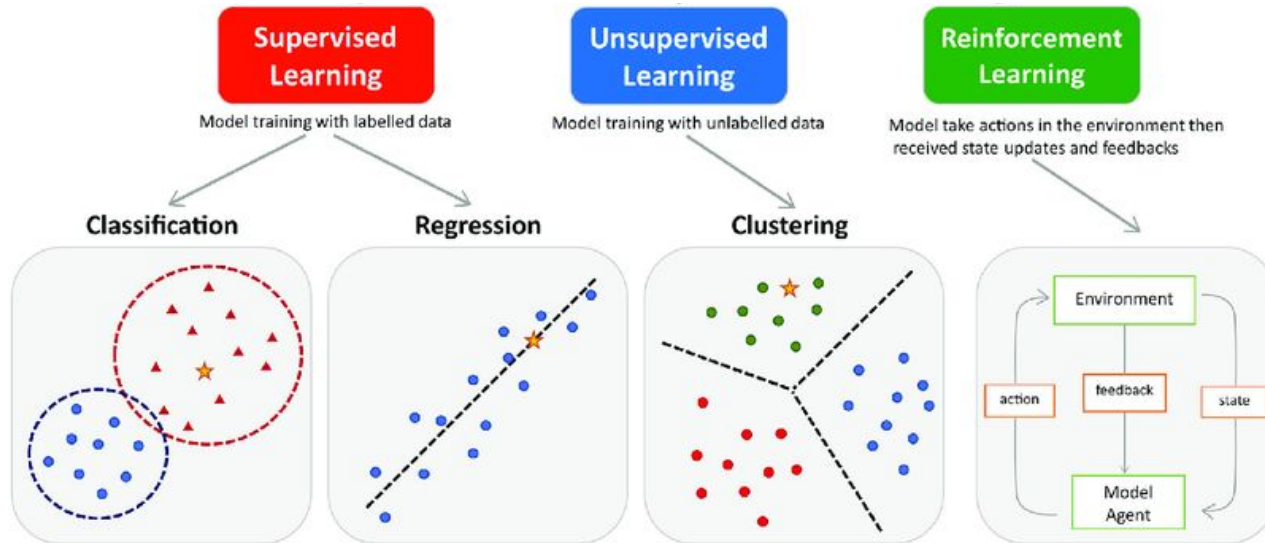 Supervised
Learning
Unsupervised
Learning
Reinforcement
Learning
Model training with labelled data
Model training with unlabelled data
Model take actions in the environment then
received state updates and feedbacks
Classification
Regression
Clustering
Environment
action
feedback
state
Model
Agent